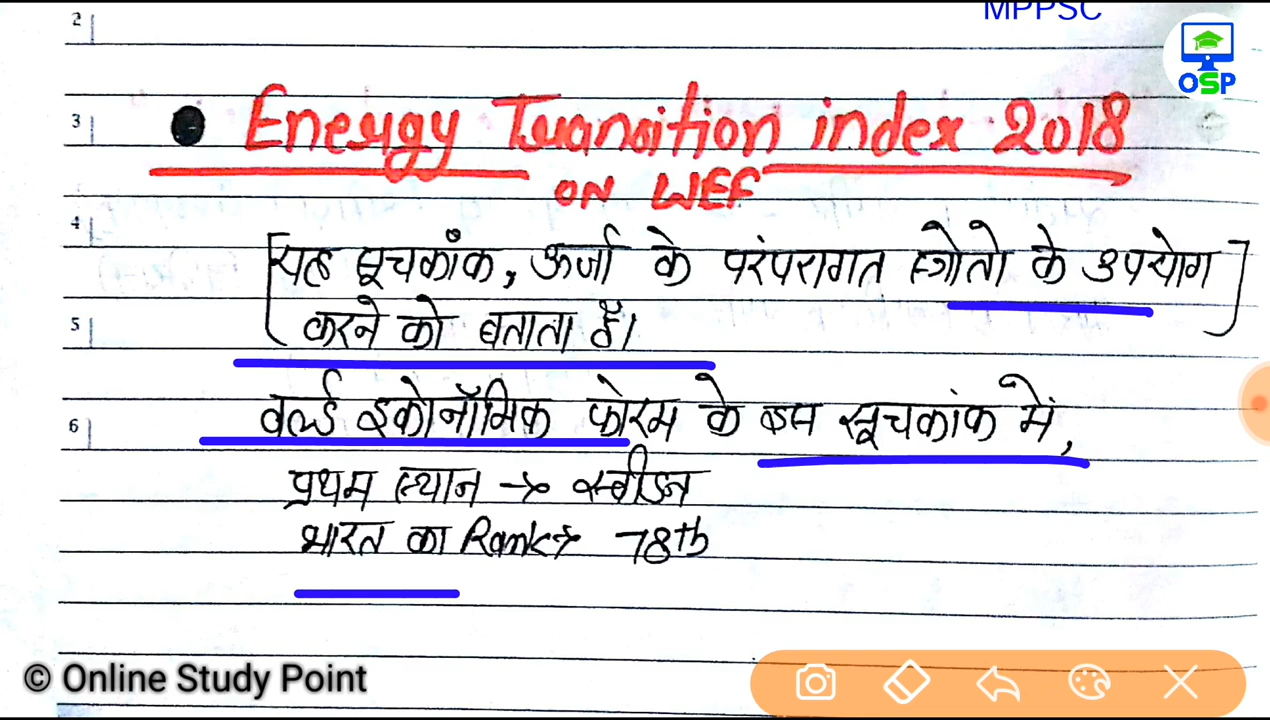 MPPSC
OSP
2
3
Energy Transition index 2018
ON WEF
4
[यह सूचकांक, ऊर्जा के परंपरागत स्त्रोतो के उपयोग]
5
करने को बताता है।
वर्ल्ड इकोनॉमिक फोरम के इस सूचकांक में,
6
प्रथम स्थान → स्वीडन
भारत का Rank → 78th
© Online Study Point